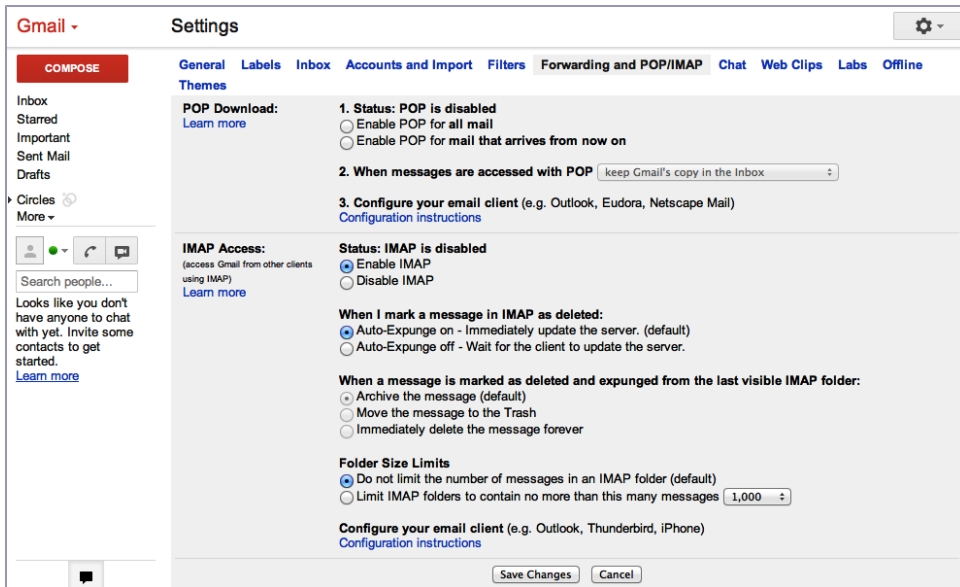 Gmail
Settings
COMPOSE
General Labels Inbox Accounts and Import Filters Forwarding and POP/IMAP Chat Web Clips Labs Offline
Themes
Inbox
Starred
Important
Sent Mail
Drafts
Circles
More
Search people...
Looks like you don't
have anyone to chat
with yet. Invite some
contacts to get
started.
Learn more
POP Download:
Learn more
1. Status: POP is disabled
Enable POP for all mail
Enable POP for mail that arrives from now on
2. When messages are accessed with POP keep Gmail's copy in the Inbox
3. Configure your email client (e.g. Outlook, Eudora, Netscape Mail)
Configuration instructions
IMAP Access:
(access Gmail from other clients
using IMAP)
Learn more
Status: IMAP is disabled
Enable IMAP
Disable IMAP
When I mark a message in IMAP as deleted:
Auto-Expunge on - Immediately update the server. (default)
Auto-Expunge off - Wait for the client to update the server.
When a message is marked as deleted and expunged from the last visible IMAP folder:
Archive the message (default)
Move the message to the Trash
Immediately delete the message forever
Folder Size Limits
Do not limit the number of messages in an IMAP folder (default)
Limit IMAP folders to contain no more than this many messages 1,000
Configure your email client (e.g. Outlook, Thunderbird, iPhone)
Configuration instructions
Save Changes Cancel